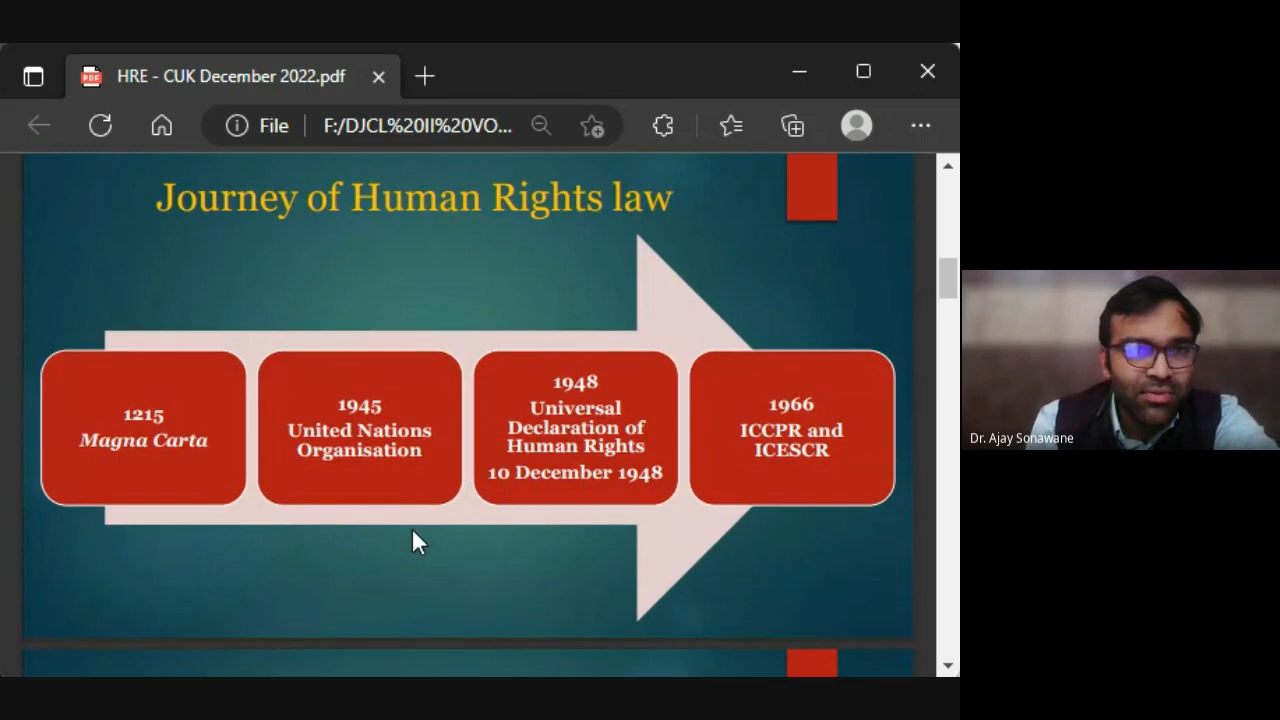 HRE - CUK December 2022.pdf
File
F:/DJCL%20II%20VO...
Journey of Human Rights law
1215
Magna Carta
1945
United Nations
Organisation
1948
Universal
Declaration of
Human Rights
10 December 1948
1966
ICCPR and
ICESCR
Dr. Ajay Sonawane